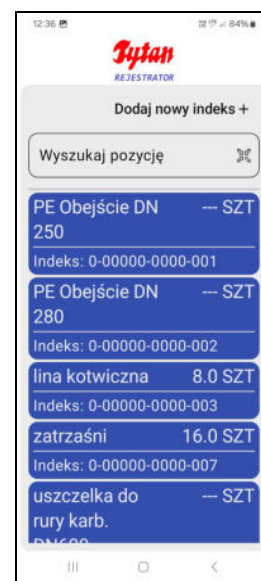 12:36
84%
Tytan
REJESTRATOR
Dodaj nowy indeks +
Wyszukaj pozycję
PE Obejście DN --- SZT
250
Indeks: 0-00000-0000-001
PE Obejście DN --- SZT
280
Indeks: 0-00000-0000-002
lina kotwiczna 8.0 SZT
Indeks: 0-00000-0000-003
zatrzaśni 16.0 SZT
Indeks: 0-00000-0000-007
uszczelka do --- SZT
rury karb.
DN600